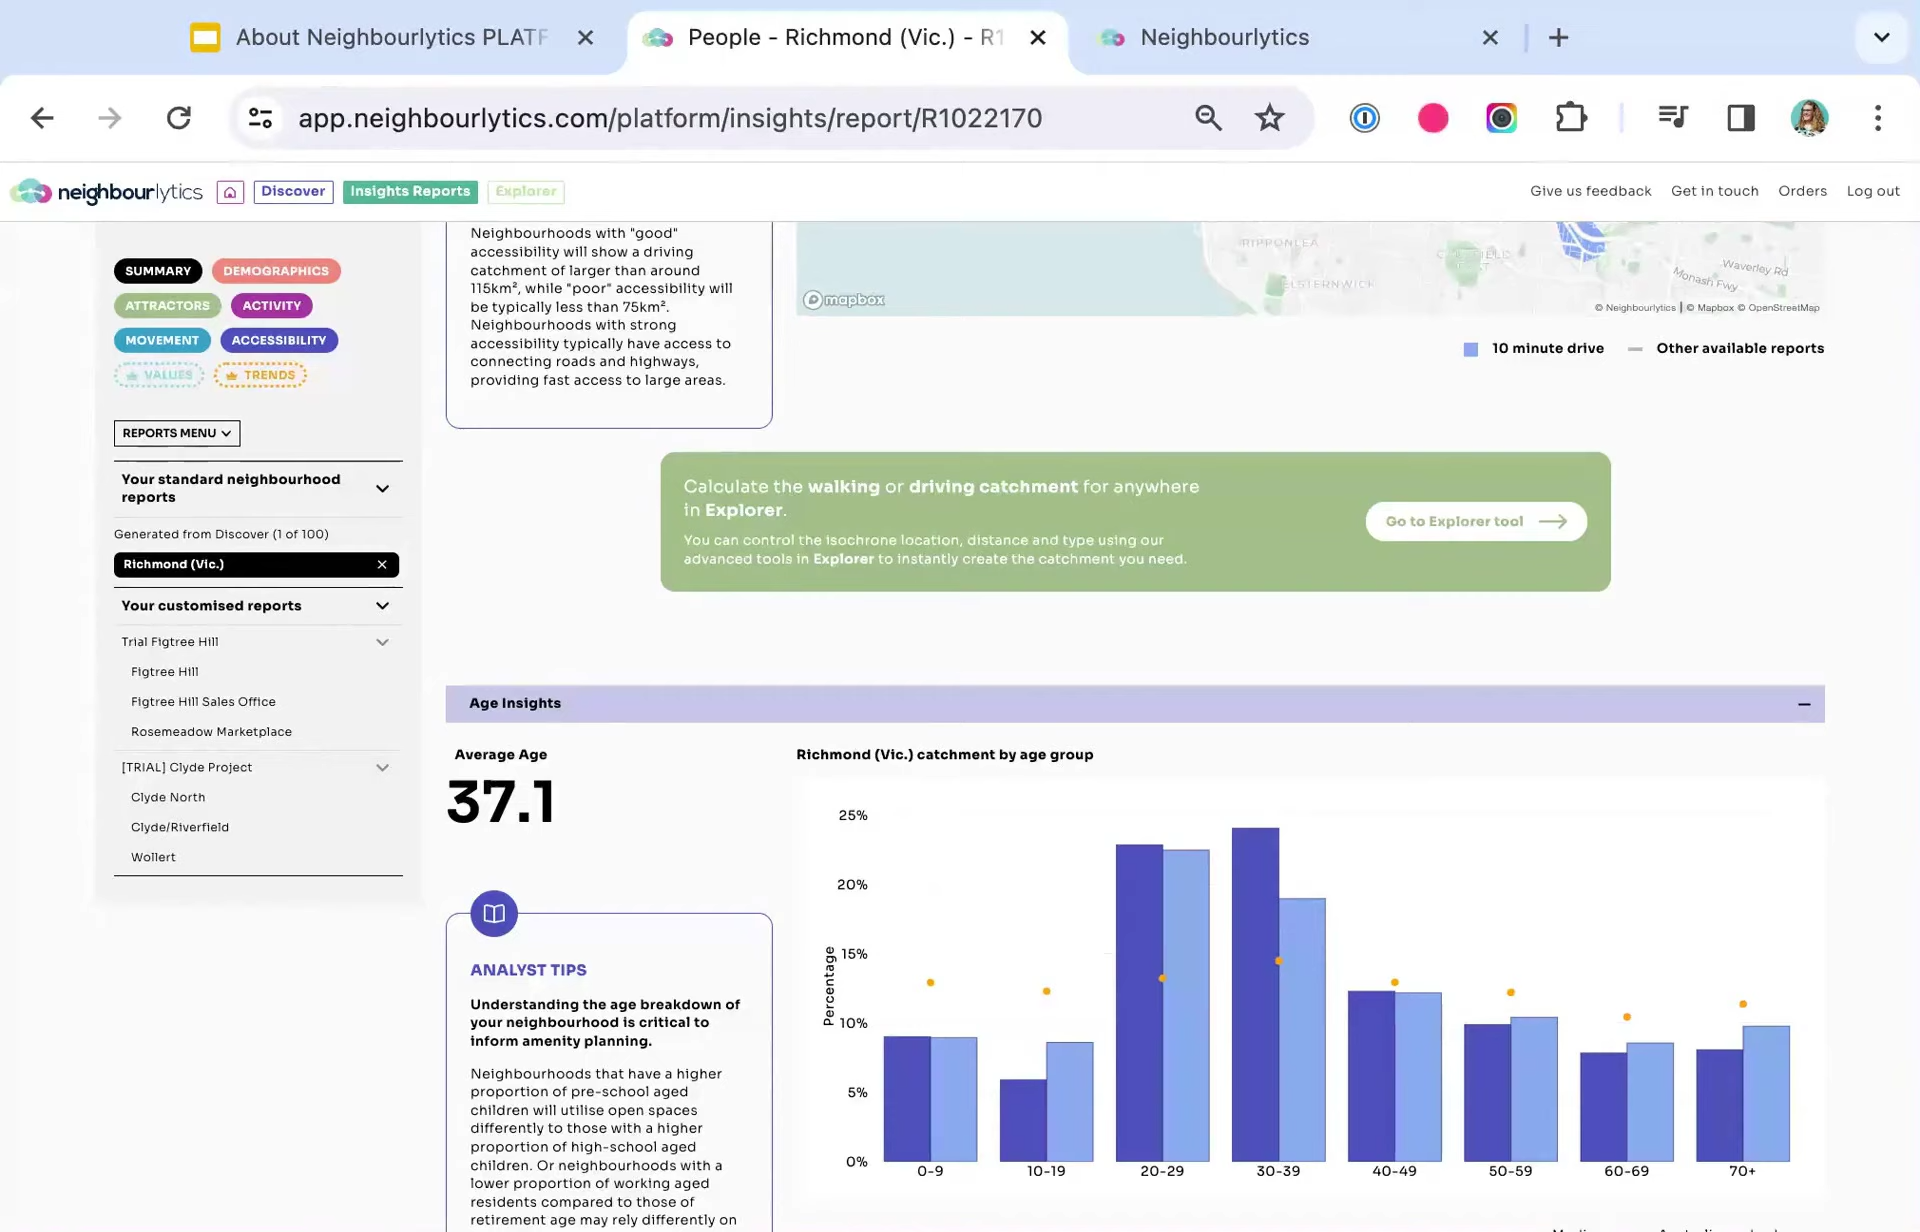 About Neighbourlytics PLATF
People - Richmond (Vic.) - R1
Neighbourlytics
app.neighbourlytics.com/platform/insights/report/R1022170
neighbourlytics
Discover
Insights Reports
Explorer
Give us feedback
Get in touch
Orders
Log out
SUMMARY
DEMOGRAPHICS
ATTRACTORS
ACTIVITY
MOVEMENT
ACCESSIBILITY
VALUES
TRENDS
REPORTS MENU
Your standard neighbourhood
reports
Generated from Discover (1 of 100)
Richmond (Vic.)
Your customised reports
Trial Figtree Hill
Figtree Hill
Figtree Hill Sales Office
Rosemeadow Marketplace
[TRIAL] Clyde Project
Clyde North
Clyde/Riverfield
Wollert
Neighbourhoods with "good"
accessibility will show a driving
catchment of larger than around
115km², while "poor" accessibility will
be typically less than 75km².
Neighbourhoods with strong
accessibility typically have access to
connecting roads and highways,
providing fast access to large areas.
RIPPONLEA
ELSTERNWICK
Waverley Rd
Monash Fwy
mapbox
© Neighbourlytics | © Mapbox © OpenStreetMap
10 minute drive
Other available reports
Calculate the walking or driving catchment for anywhere
in Explorer.
You can control the isochrone location, distance and type using our
advanced tools in Explorer to instantly create the catchment you need.
Go to Explorer tool
Age Insights
Average Age
37.1
ANALYST TIPS
Understanding the age breakdown of
your neighbourhood is critical to
inform amenity planning.
Neighbourhoods that have a higher
proportion of pre-school aged
children will utilise open spaces
differently to those with a higher
proportion of high-school aged
children. Or neighbourhoods with a
lower proportion of working aged
residents compared to those of
retirement age may rely differently on
Richmond (Vic.) catchment by age group
Percentage
25%
20%
15%
10%
5%
0%
0-9
10-19
20-29
30-39
40-49
50-59
60-69
70+